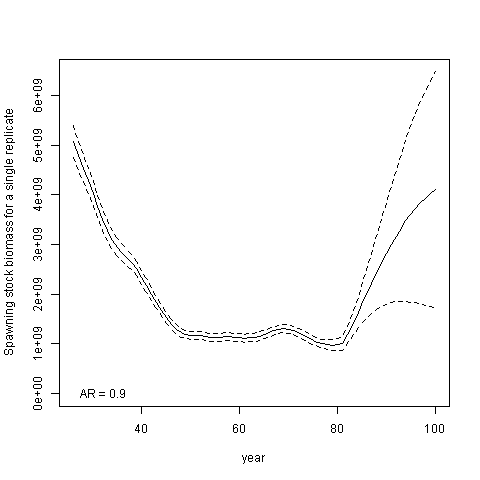 Spawning stock biomass for a single replicate
6e+09
5e+09
4e+09
3e+09
2e+09
1e+09
0e+00
AR = 0.9
40 60 80 100
year